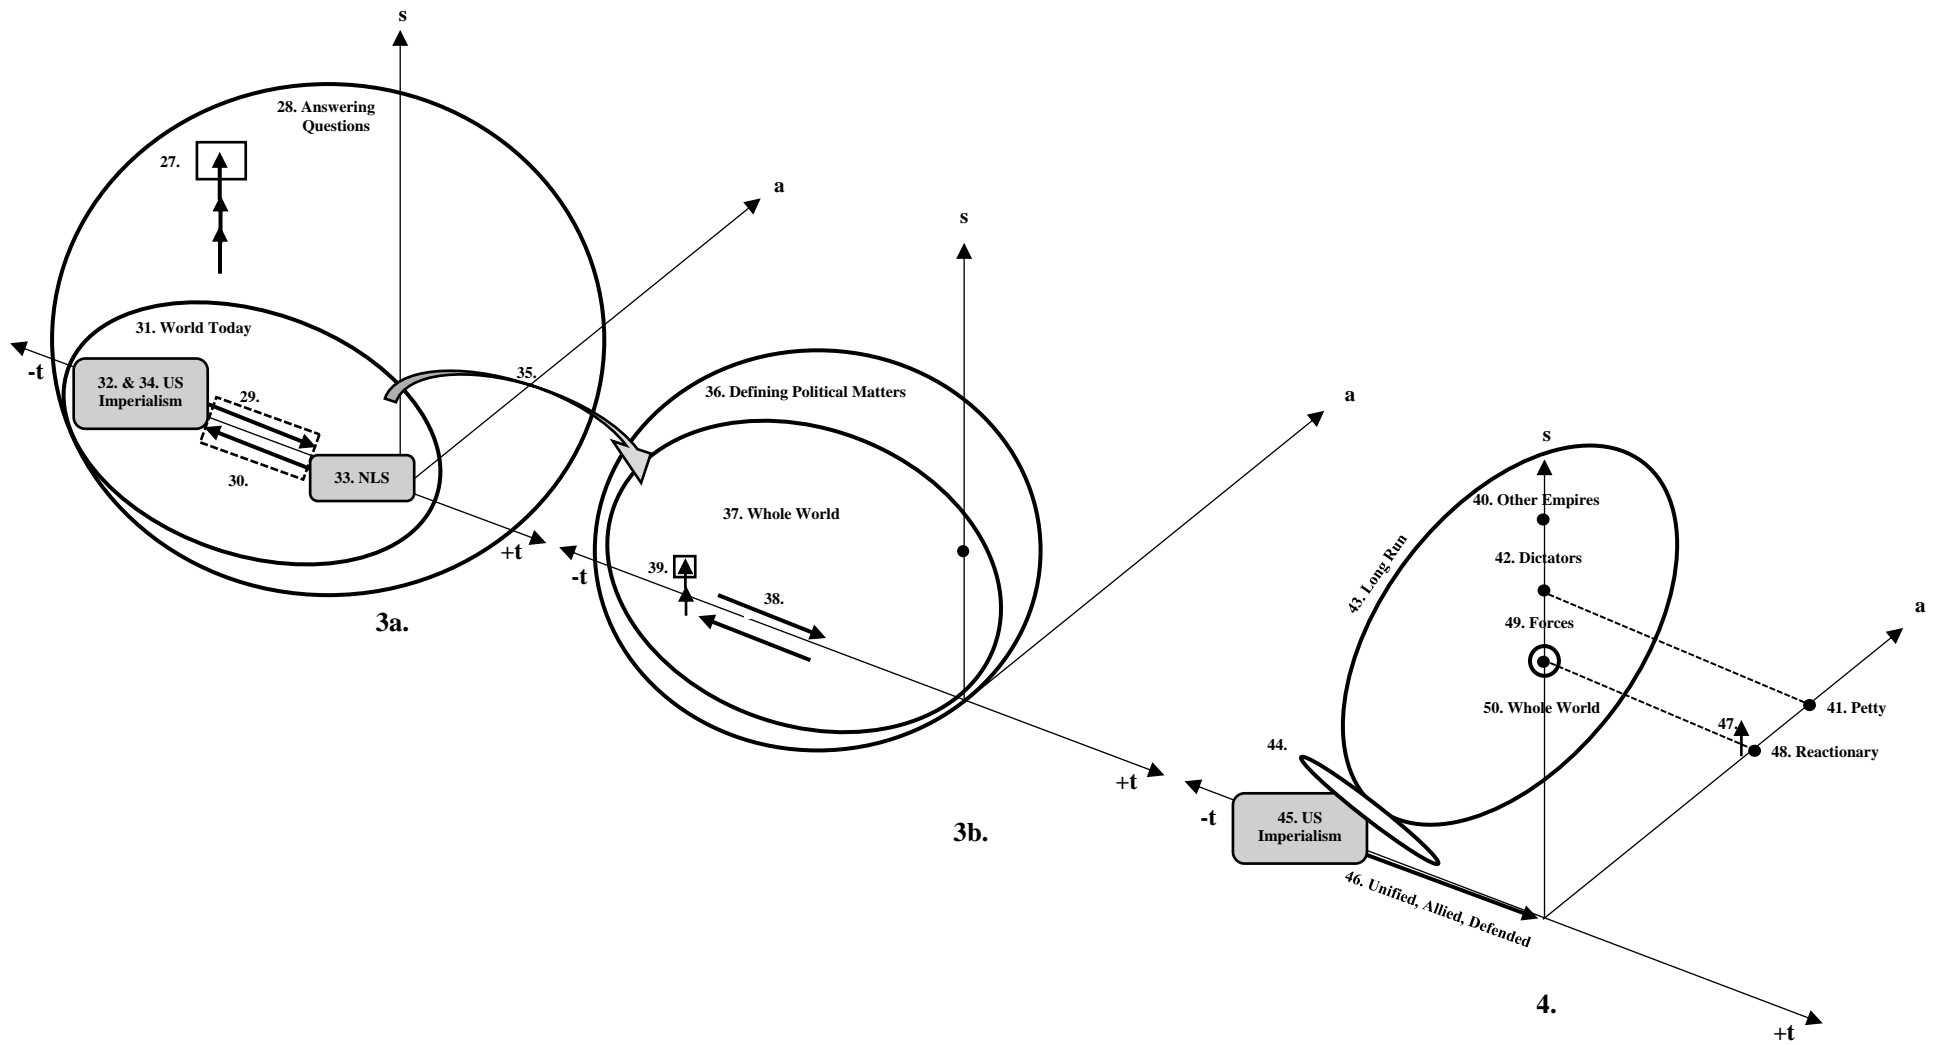 s
28. Answering
Questions
27.
a
31. World Today
-t
32. & 34. US
Imperialism
29.
30.
33. NLS
35.
+t
3a.
s
36. Defining Political Matters
a
37. Whole World
-t
39.
38.
+t
3b.
s
40. Other Empires
42. Dictators
43. Long Run
49. Forces
a
50. Whole World
41. Petty
47.
48. Reactionary
44.
-t
45. US
Imperialism
46. Unified, Allied, Defended
4.
+t